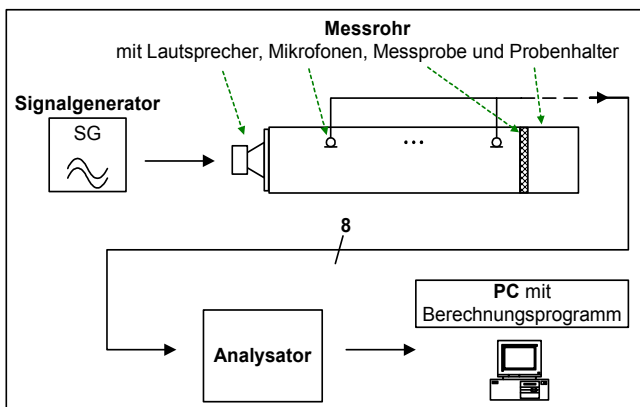 Messrohr
mit Lautsprecher, Mikrofonen, Messprobe und Probenhalter
Signalgenerator
SG
...
8
Analysator
PC mit
Berechnungsprogramm